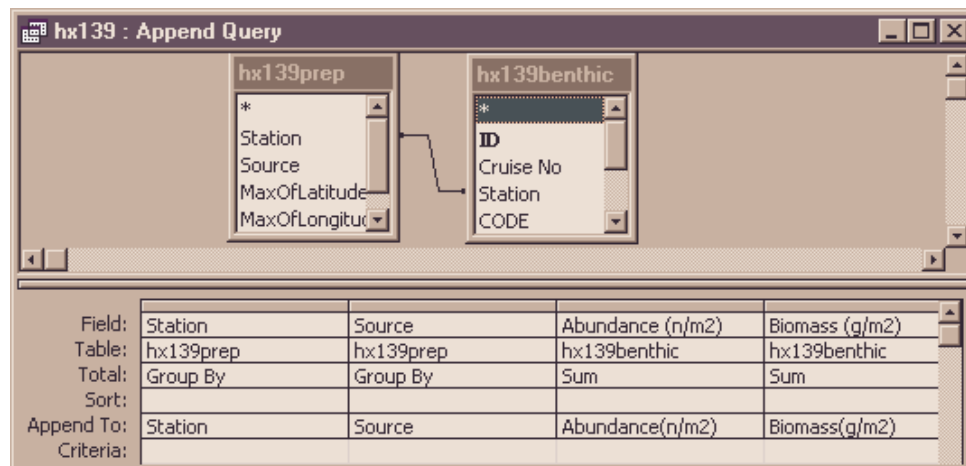 hx139 : Append Query
hx139prep
*
Station
Source
MaxOfLatitude
MaxOfLongitud
hx139benthic
*
ID
Cruise No
Station
CODE
Field: Station Source Abundance (n/m2) Biomass (g/m2)
Table: hx139prep hx139prep hx139benthic hx139benthic
Total: Group By Group By Sum Sum
Sort:
Append To: Station Source Abundance(n/m2) Biomass(g/m2)
Criteria: